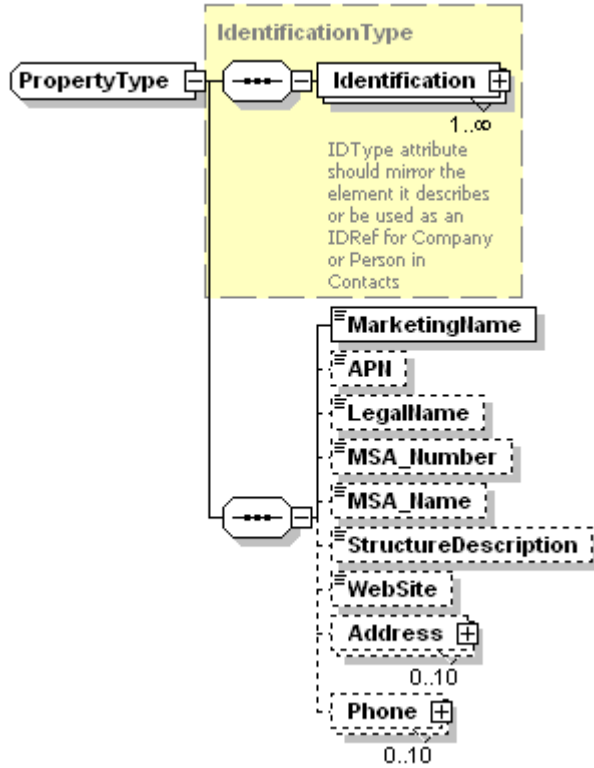 IdentificationType
PropertyType
Identification
1..∞
IDType attribute
should mirror the
element it describes
or be used as an
IDRef for Company
or Person in
Contacts
MarketingName
APN
LegalName
MSA_Number
MSA_Name
StructureDescription
WebSite
Address
0..10
Phone
0..10